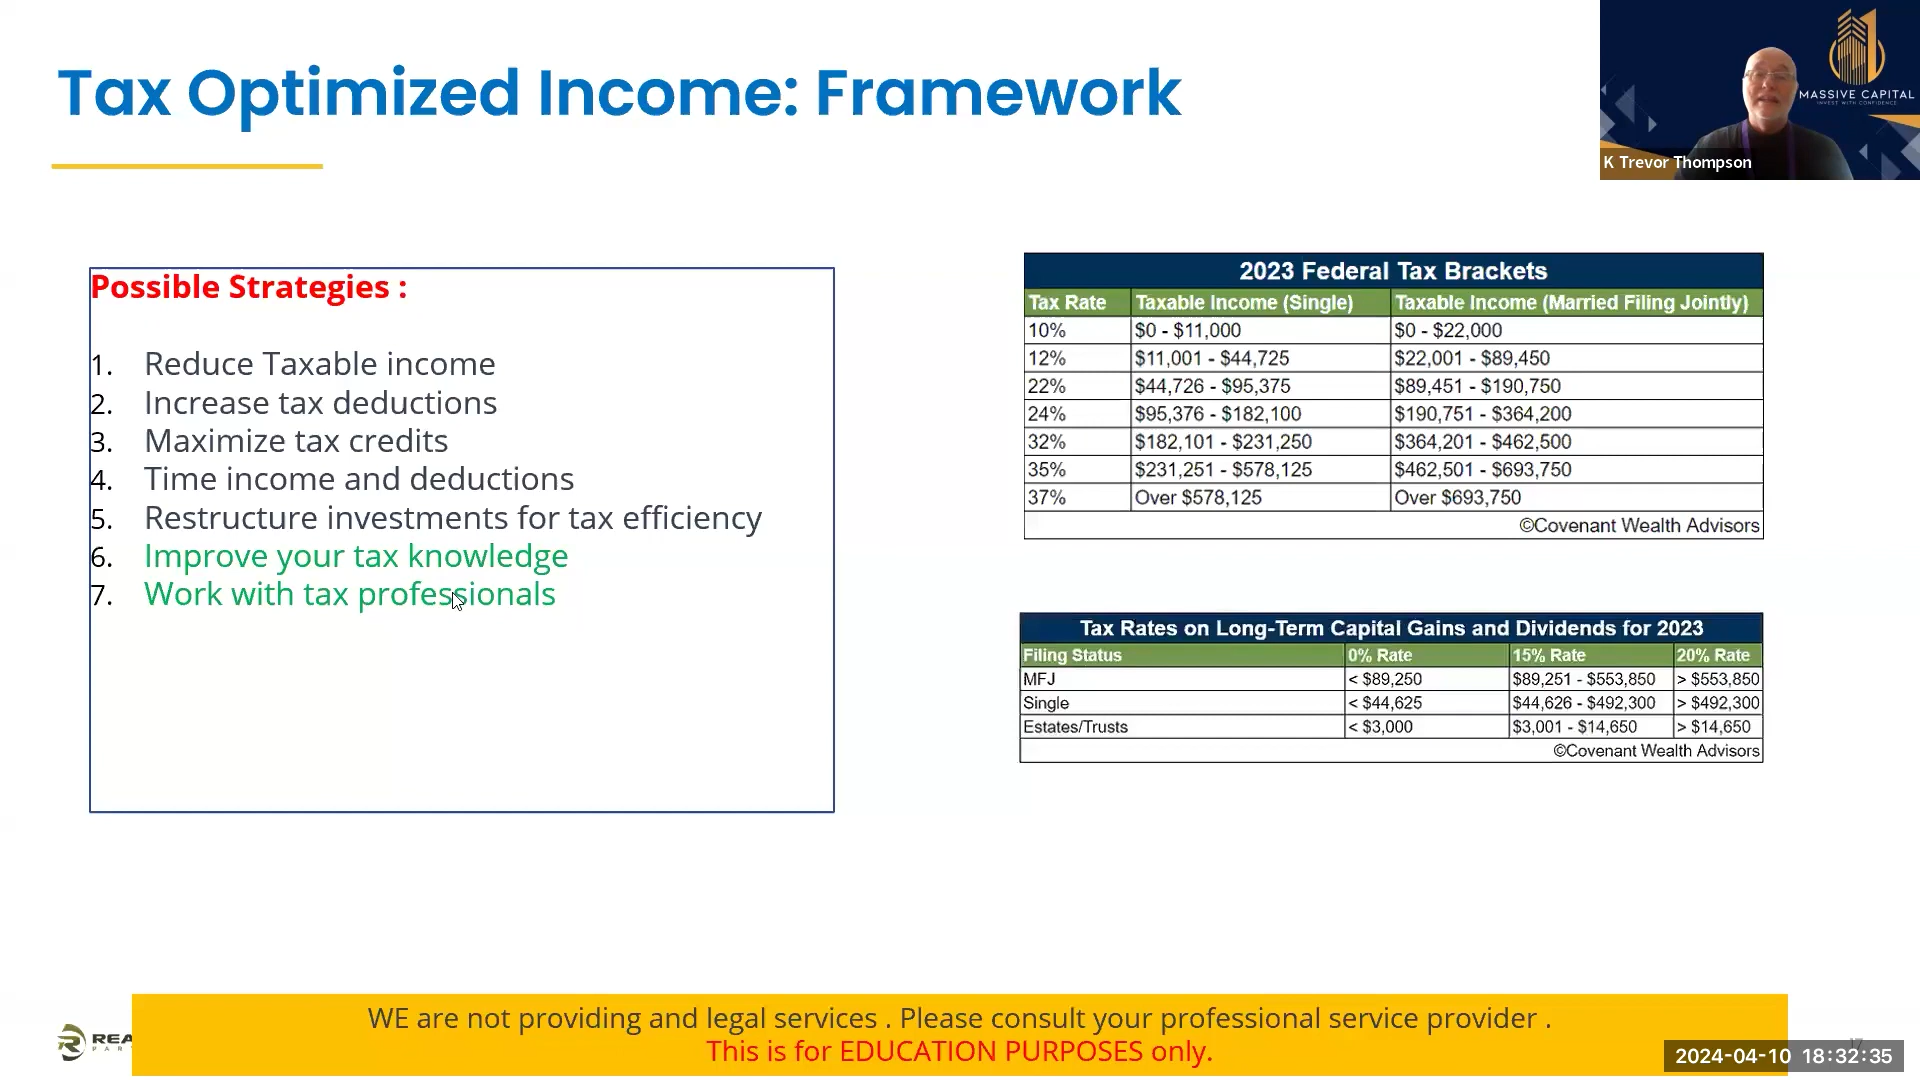 Tax Optimized Income: Framework
MASSIVE CAPITAL
INVEST WITH CONFIDENCE
K Trevor Thompson
Possible Strategies :
1. Reduce Taxable income
2. Increase tax deductions
3. Maximize tax credits
4. Time income and deductions
5. Restructure investments for tax efficiency
6. Improve your tax knowledge
7. Work with tax professionals
2023 Federal Tax Brackets
Tax Rate Taxable Income (Single) Taxable Income (Married Filing Jointly)
10% $0 - $11,000 $0 - $22,000
12% $11,001 - $44,725 $22,001 - $89,450
22% $44,726 - $95,375 $89,451 - $190,750
24% $95,376 - $182,100 $190,751 - $364,200
32% $182,101 - $231,250 $364,201 - $462,500
35% $231,251 - $578,125 $462,501 - $693,750
37% Over $578,125 Over $693,750
©Covenant Wealth Advisors
Tax Rates on Long-Term Capital Gains and Dividends for 2023
Filing Status 0% Rate 15% Rate 20% Rate
MFJ < $89,250 $89,251 - $553,850 > $553,850
Single < $44,625 $44,626 - $492,300 > $492,300
Estates/Trusts < $3,000 $3,001 - $14,650 > $14,650
©Covenant Wealth Advisors
WE are not providing and legal services . Please consult your professional service provider .
This is for EDUCATION PURPOSES only.
REA
17
2024-04-10 18:32:35